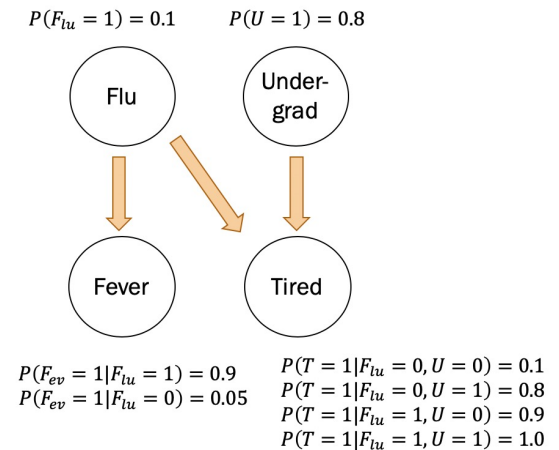 P(F_lu = 1) = 0.1
P(U = 1) = 0.8
Flu
Under-
grad
Fever
Tired
P(F_ev = 1|F_lu = 1) = 0.9
P(F_ev = 1|F_lu = 0) = 0.05
P(T = 1|F_lu = 0, U = 0) = 0.1
P(T = 1|F_lu = 0, U = 1) = 0.8
P(T = 1|F_lu = 1, U = 0) = 0.9
P(T = 1|F_lu = 1, U = 1) = 1.0